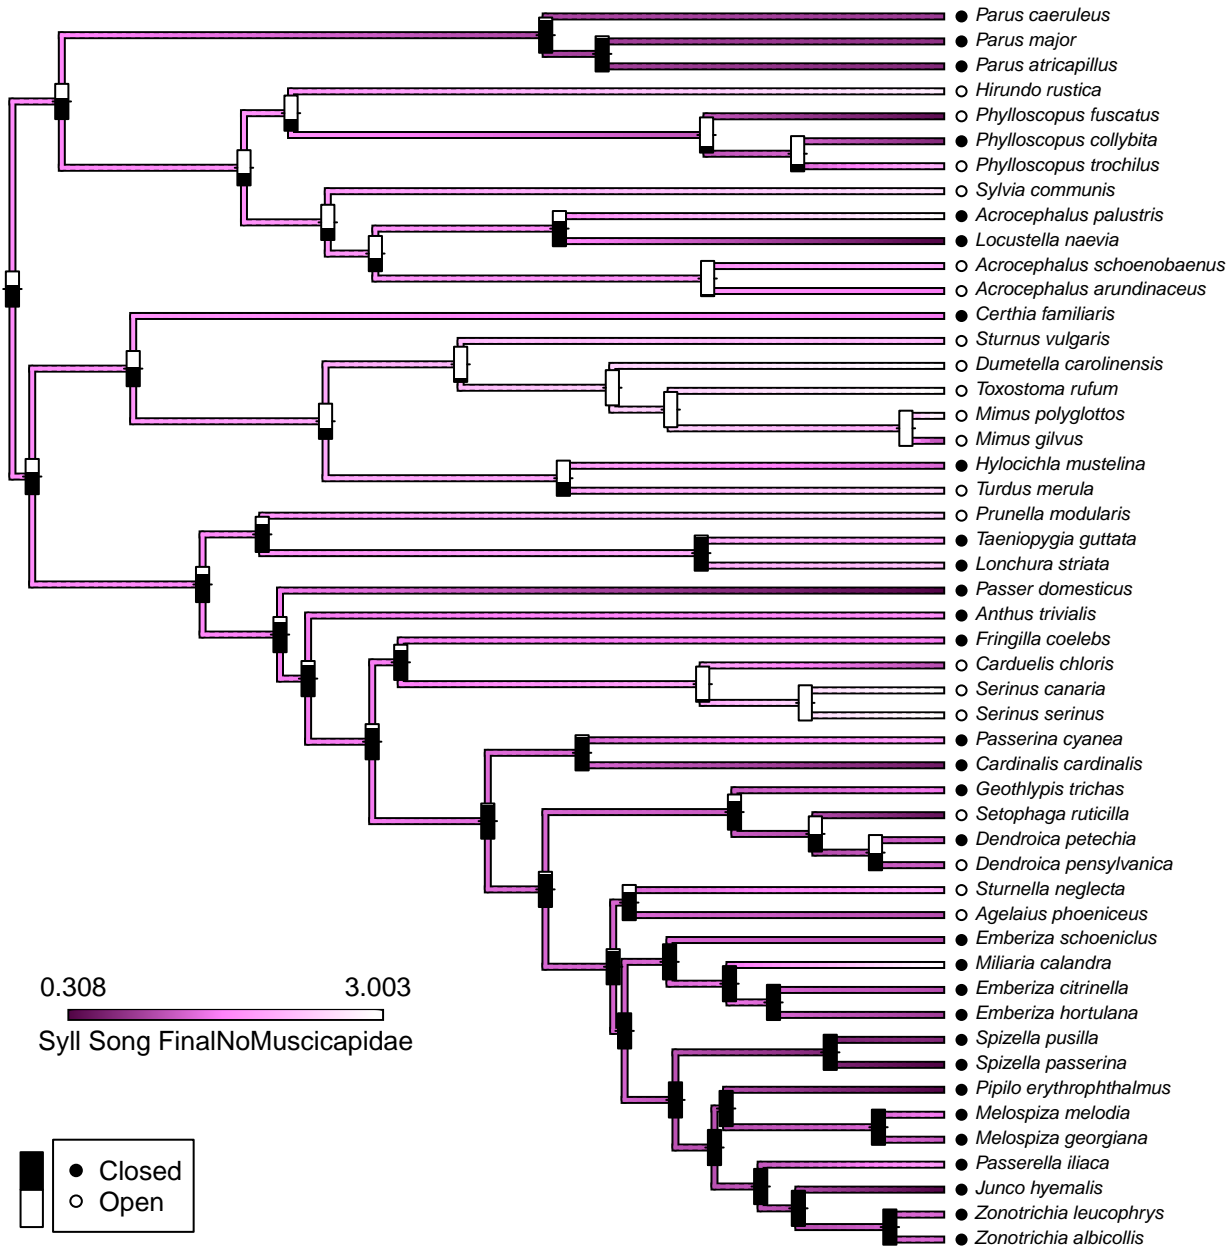 Parus caeruleus
Parus major
Parus atricapillus
Hirundo rustica
Phylloscopus fuscatus
Phylloscopus collybita
Phylloscopus trochilus
Sylvia communis
Acrocephalus palustris
Locustella naevia
Acrocephalus schoenobaenus
Acrocephalus arundinaceus
Certhia familiaris
Sturnus vulgaris
Dumetella carolinensis
Toxostoma rufum
Mimus polyglottos
Mimus gilvus
Hylocichla mustelina
Turdus merula
Prunella modularis
Taeniopygia guttata
Lonchura striata
Passer domesticus
Anthus trivialis
Fringilla coelebs
Carduelis chloris
Serinus canaria
Serinus serinus
Passerina cyanea
Cardinalis cardinalis
Geothlypis trichas
Setophaga ruticilla
Dendroica petechia
Dendroica pensylvanica
Sturnella neglecta
Agelaius phoeniceus
Emberiza schoeniclus
Miliaria calandra
Emberiza citrinella
Emberiza hortulana
Spizella pusilla
Spizella passerina
Pipilo erythrophthalmus
Melospiza melodia
Melospiza georgiana
Passerella iliaca
Junco hyemalis
Zonotrichia leucophrys
Zonotrichia albicollis
0.308 3.003
Syll Song FinalNoMuscicapidae
Closed
Open